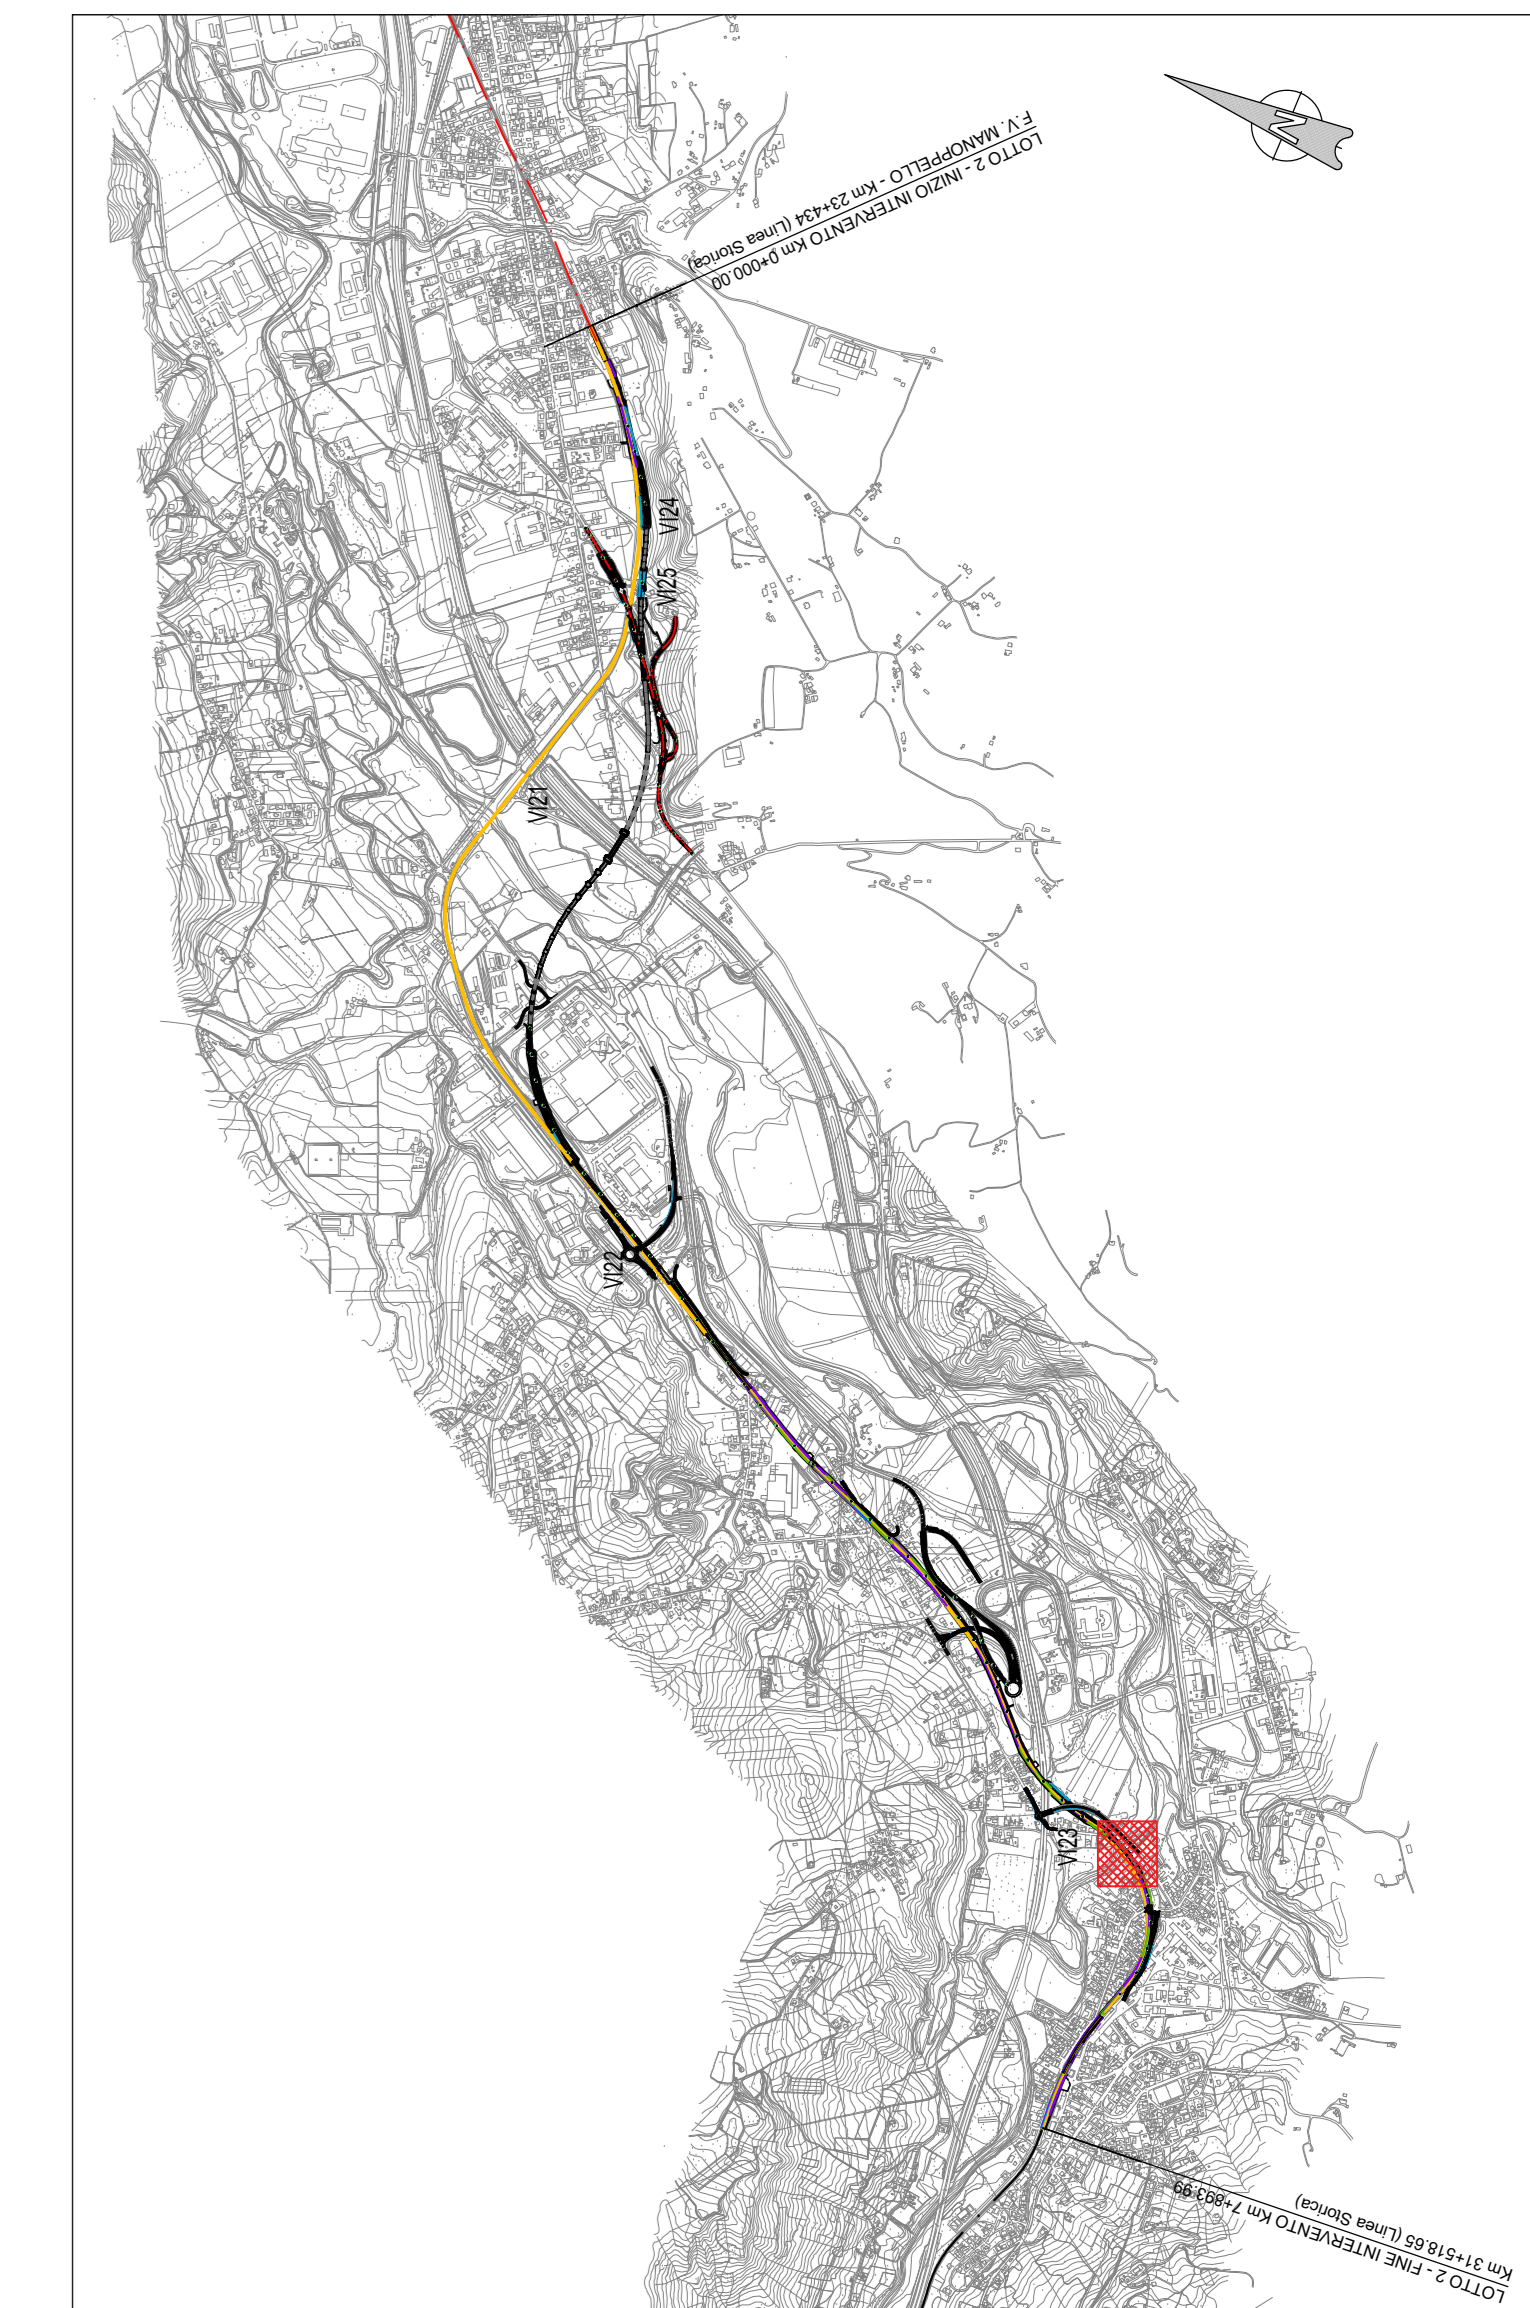 N
LOTTO 2 - INIZIO INTERVENTO Km 0+000.00
F.V. MANOPPELLO - Km 23+434 (Linea Storica)
VI24
VI25
VI21
VI22
VI23
LOTTO 2 - FINE INTERVENTO Km 7+893.99
Km 31+518.65 (Linea Storica)